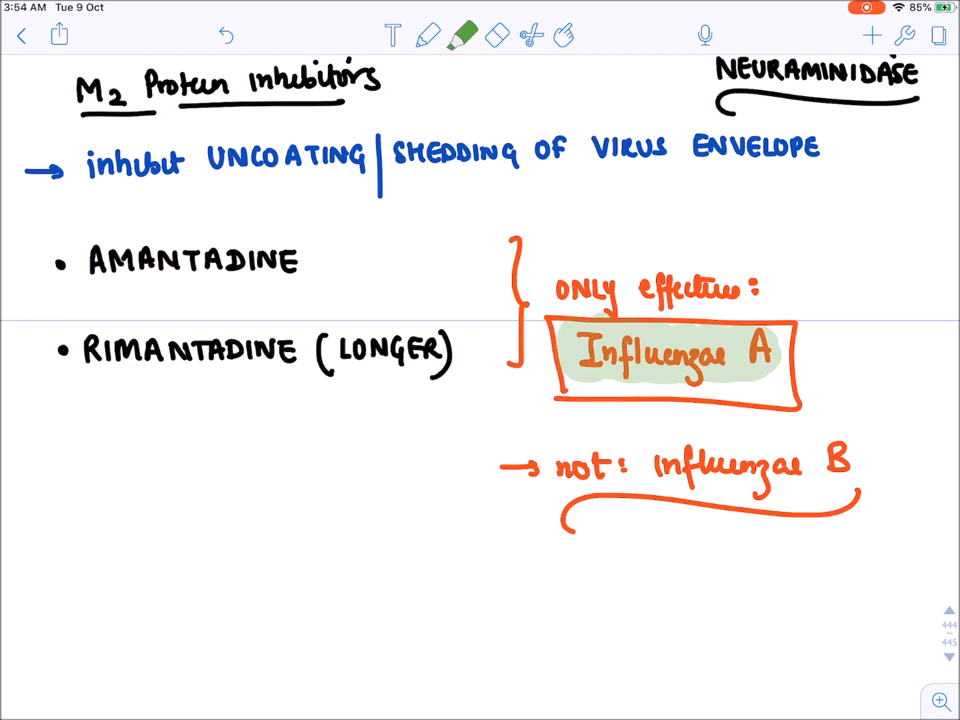 3:54 AM Tue 9 Oct
85%
M2 Protein Inhibitors
NEURAMINIDASE
→ inhibit UNCOATING | SHEDDING OF VIRUS ENVELOPE
• AMANTADINE
ONLY effective:
• RIMANTADINE (LONGER)
Influenzae A
→ not: Influenzae B
444
445